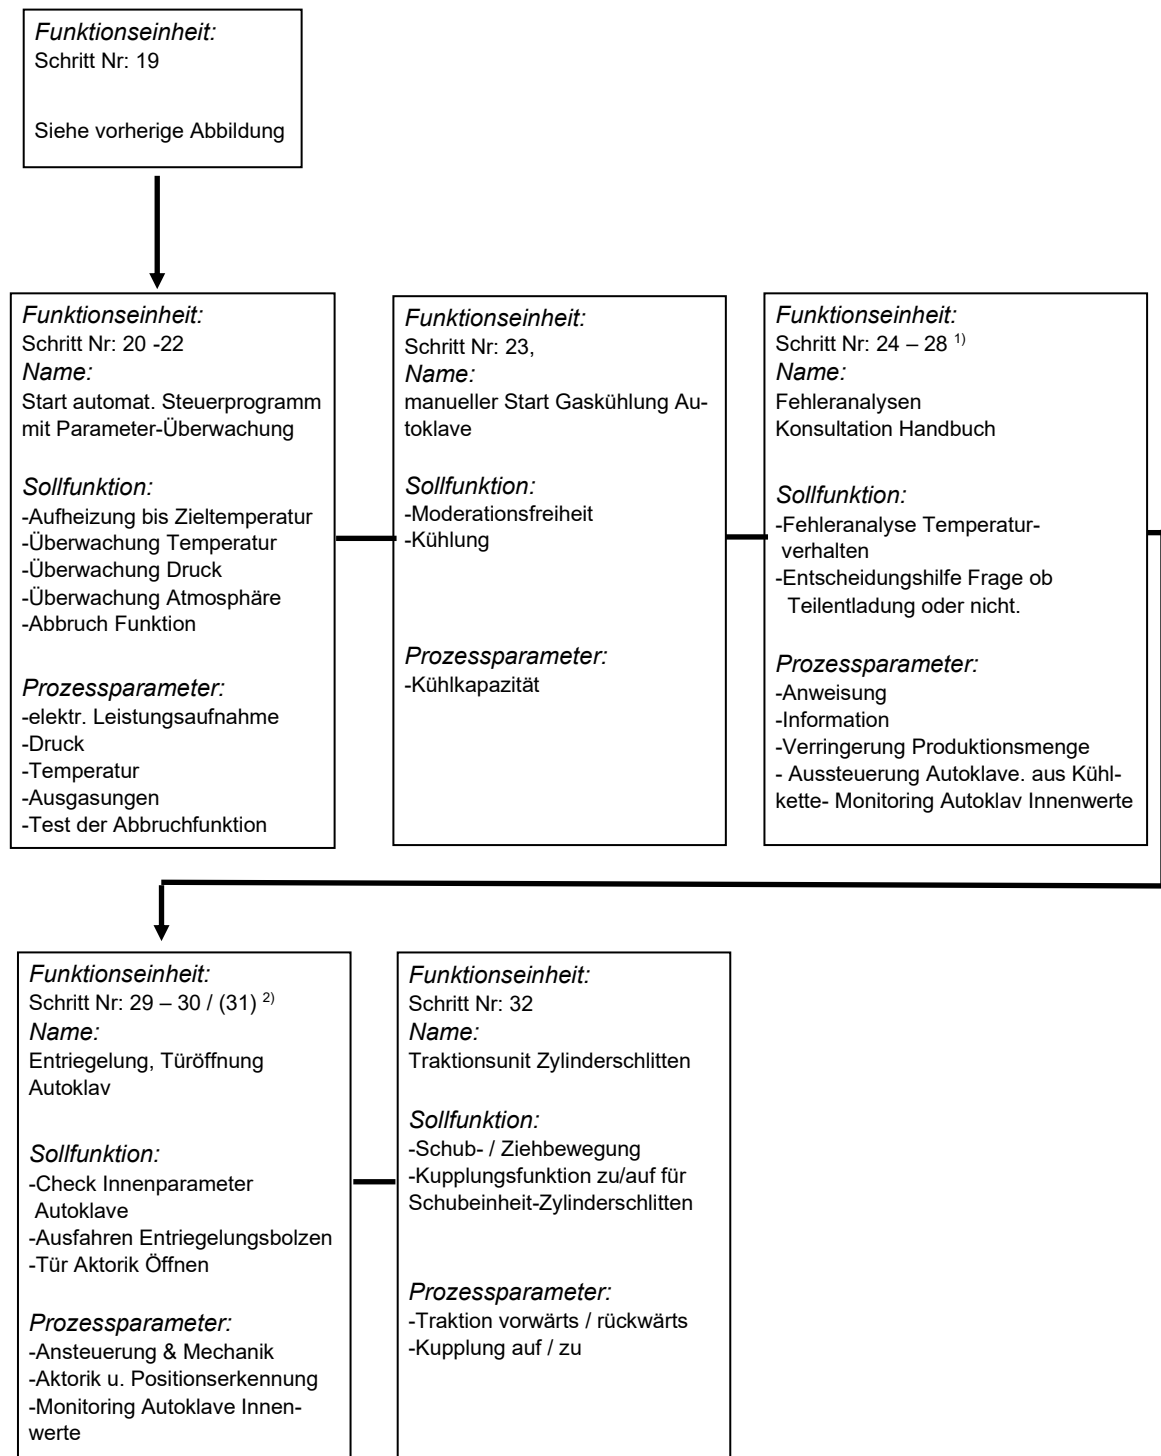 Funktionseinheit:
Schritt Nr: 19
Siehe vorherige Abbildung
Funktionseinheit:
Schritt Nr: 20 -22
Name:
Start automat. Steuerprogramm
mit Parameter-Überwachung
Sollfunktion:
-Aufheizung bis Zieltemperatur
-Überwachung Temperatur
-Überwachung Druck
-Überwachung Atmosphäre
-Abbruch Funktion
Prozessparameter:
-elektr. Leistungsaufnahme
-Druck
-Temperatur
-Ausgasungen
-Test der Abbruchfunktion
Funktionseinheit:
Schritt Nr: 23,
Name:
manueller Start Gaskühlung Au-
toklave
Sollfunktion:
-Moderationsfreiheit
-Kühlung
Prozessparameter:
-Kühlkapazität
Funktionseinheit:
Schritt Nr: 24 – 28 1)
Name:
Fehleranalysen
Konsultation Handbuch
Sollfunktion:
-Fehleranalyse Temperatur-
verhalten
-Entscheidungshilfe Frage ob
Teilentladung oder nicht.
Prozessparameter:
-Anweisung
-Information
-Verringerung Produktionsmenge
- Aussteuerung Autoklave. aus Kühl-
kette- Monitoring Autoklav Innenwerte
Funktionseinheit:
Schritt Nr: 29 – 30 / (31) 2)
Name:
Entriegelung, Türöffnung
Autoklav
Sollfunktion:
-Check Innenparameter
Autoklave
-Ausfahren Entriegelungsbolzen
-Tür Aktorik Öffnen
Prozessparameter:
-Ansteuerung & Mechanik
-Aktorik u. Positionserkennung
-Monitoring Autoklave Innen-
werte
Funktionseinheit:
Schritt Nr: 32
Name:
Traktionsunit Zylinderschlitten
Sollfunktion:
-Schub- / Ziehbewegung
-Kupplungsfunktion zu/auf für
Schubeinheit-Zylinderschlitten
Prozessparameter:
-Traktion vorwärts / rückwärts
-Kupplung auf / zu